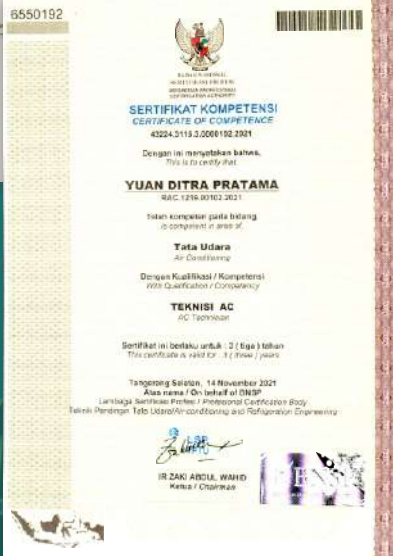 6550192
SERTIFIKAT KOMPETENSI
CERTIFICATE OF COMPETENCE
43224.3115.3.0000102.2021
Dengan ini menyatakan bahwa,
This is to certify that
YUAN DITRA PRATAMA
RAC.1216.00102.2021
Telah kompeten pada bidang
is competent in area of
Tata Udara
Air Conditioning
Dengan Kualifikasi / Kompetensi
With Qualification / Competency
TEKNISI AC
AC Technician
Sertifikat ini berlaku untuk : 3 ( tiga ) tahun
This certificate is valid for : 3 ( three ) years
Tangerang Selatan, 14 November 2021
Atas nama / On behalf of BNSP
Lembaga Sertifikasi Profesi / Professional Certification Body
Teknik Pendingin Tata Udara/Air-conditioning and Refrigeration Engineering
IR ZAKI ABDUL WAHID
Ketua / Chairman